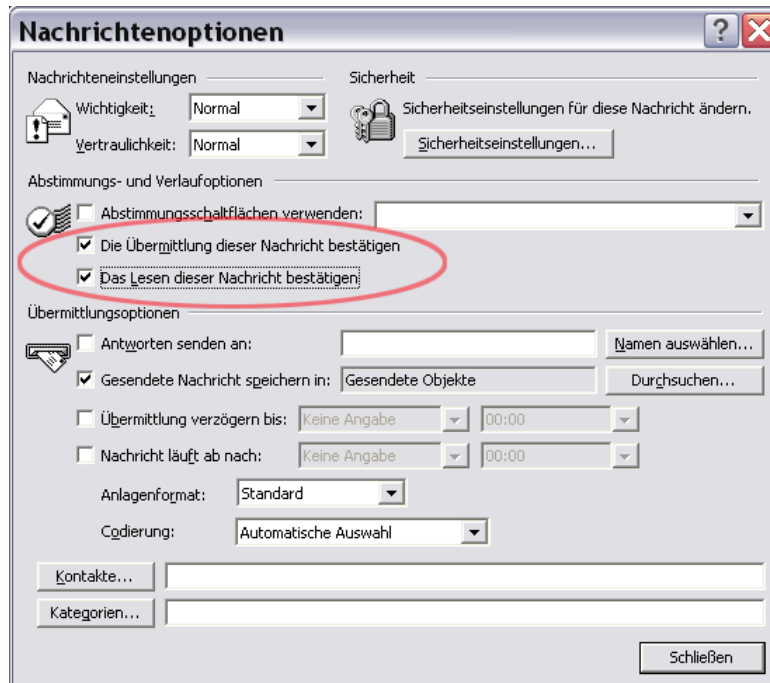 Nachrichtenoptionen
Nachrichteneinstellungen
Sicherheit
Wichtigkeit:
Normal
Sicherheitseinstellungen für diese Nachricht ändern.
Vertraulichkeit:
Normal
Sicherheitseinstellungen...
Abstimmungs- und Verlaufoptionen
Abstimmungsschaltflächen verwenden:
Die Übermittlung dieser Nachricht bestätigen
Das Lesen dieser Nachricht bestätigen
Übermittlungsoptionen
Antworten senden an:
Namen auswählen...
Gesendete Nachricht speichern in:
Gesendete Objekte
Durchsuchen...
Übermittlung verzögern bis:
Keine Angabe
00:00
Nachricht läuft ab nach:
Keine Angabe
00:00
Anlagenformat:
Standard
Codierung:
Automatische Auswahl
Kontakte...
Kategorien...
Schließen